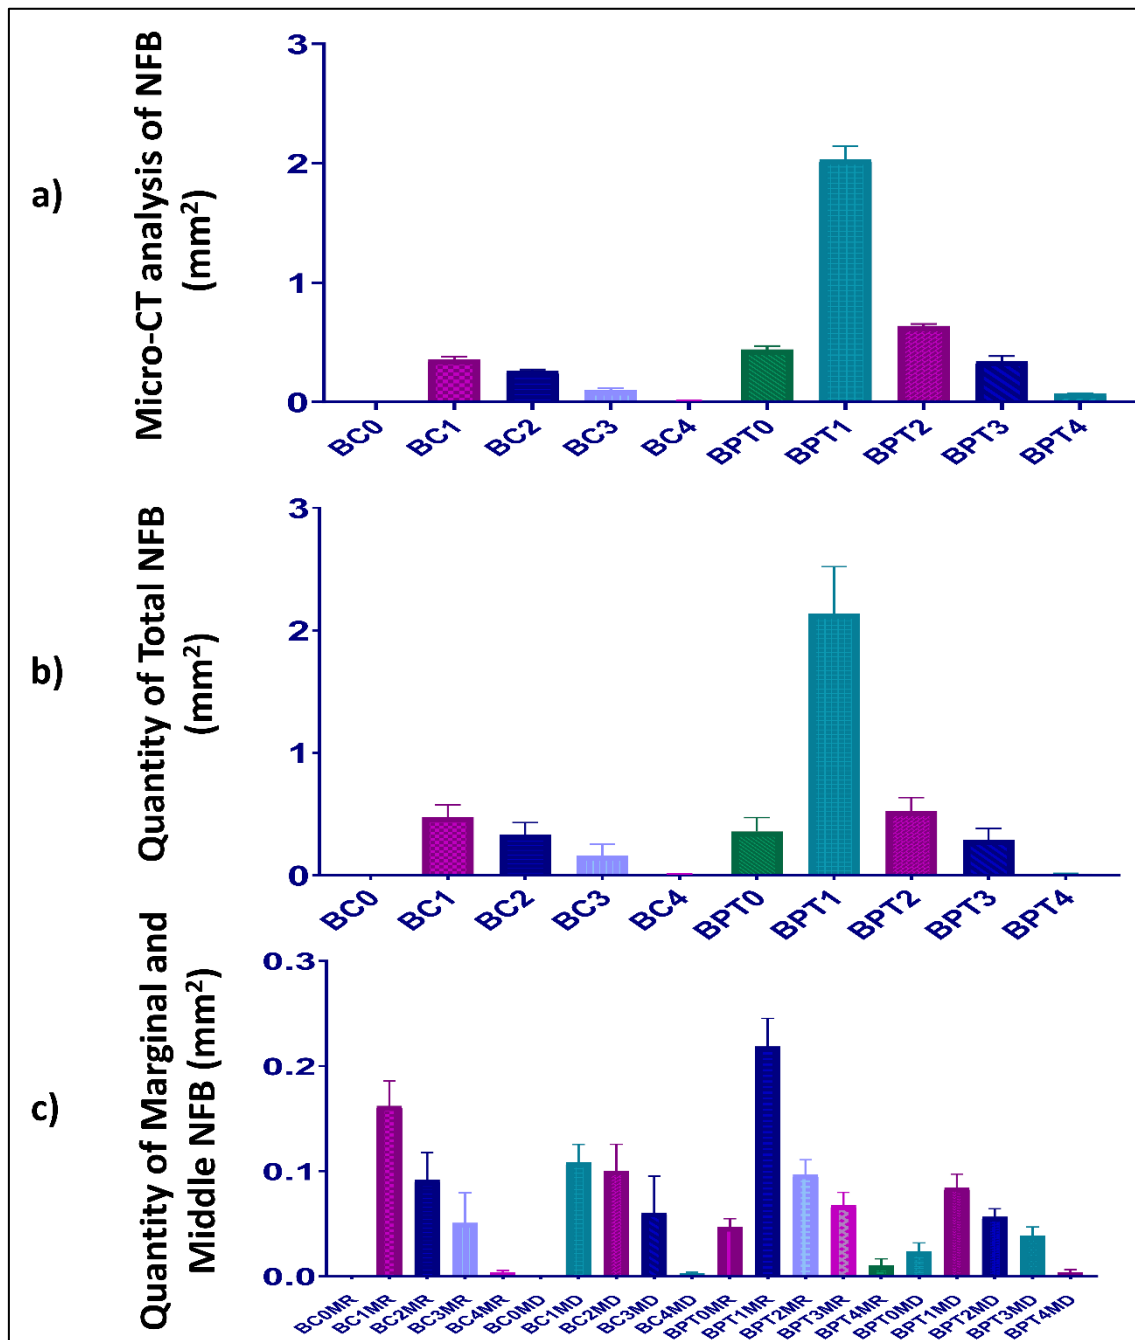 a)
Micro-CT analysis of NFB
(mm²)
3
2
1
0
BC0 BC1 BC2 BC3 BC4 BPT0 BPT1 BPT2 BPT3 BPT4
b)
Quantity of Total NFB
(mm²)
3
2
1
0
BC0 BC1 BC2 BC3 BC4 BPT0 BPT1 BPT2 BPT3 BPT4
c)
Quantity of Marginal and
Middle NFB (mm²)
0.3
0.2
0.1
0.0
BC0MR BC1MR BC2MR BC3MR BC4MR BC0MD BC1MD BC2MD BC3MD BC4MD BPT0MR BPT1MR BPT2MR BPT3MR BPT4MR BPT0MD BPT1MD BPT2MD BPT3MD BPT4MD